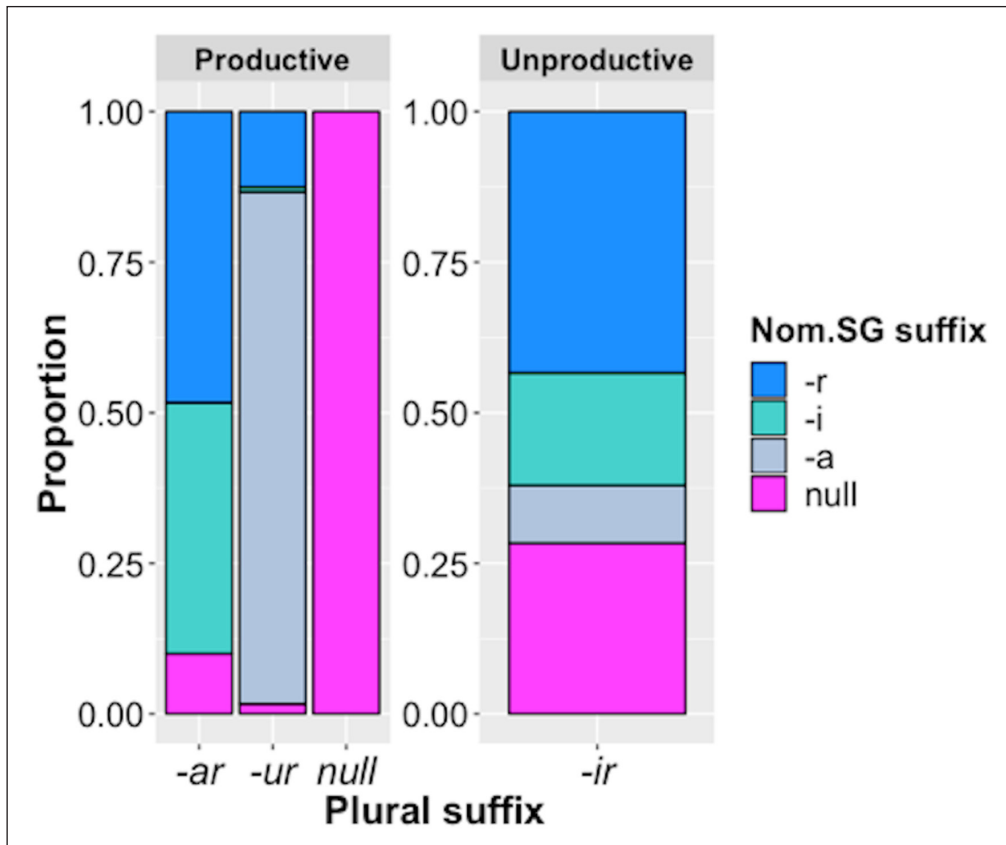 Productive
Unproductive
1.00
0.75
0.50
0.25
0.00
1.00
0.75
0.50
0.25
0.00
Proportion
-ar -ur null
-ir
Plural suffix
Nom.SG suffix
-r
-i
-a
null